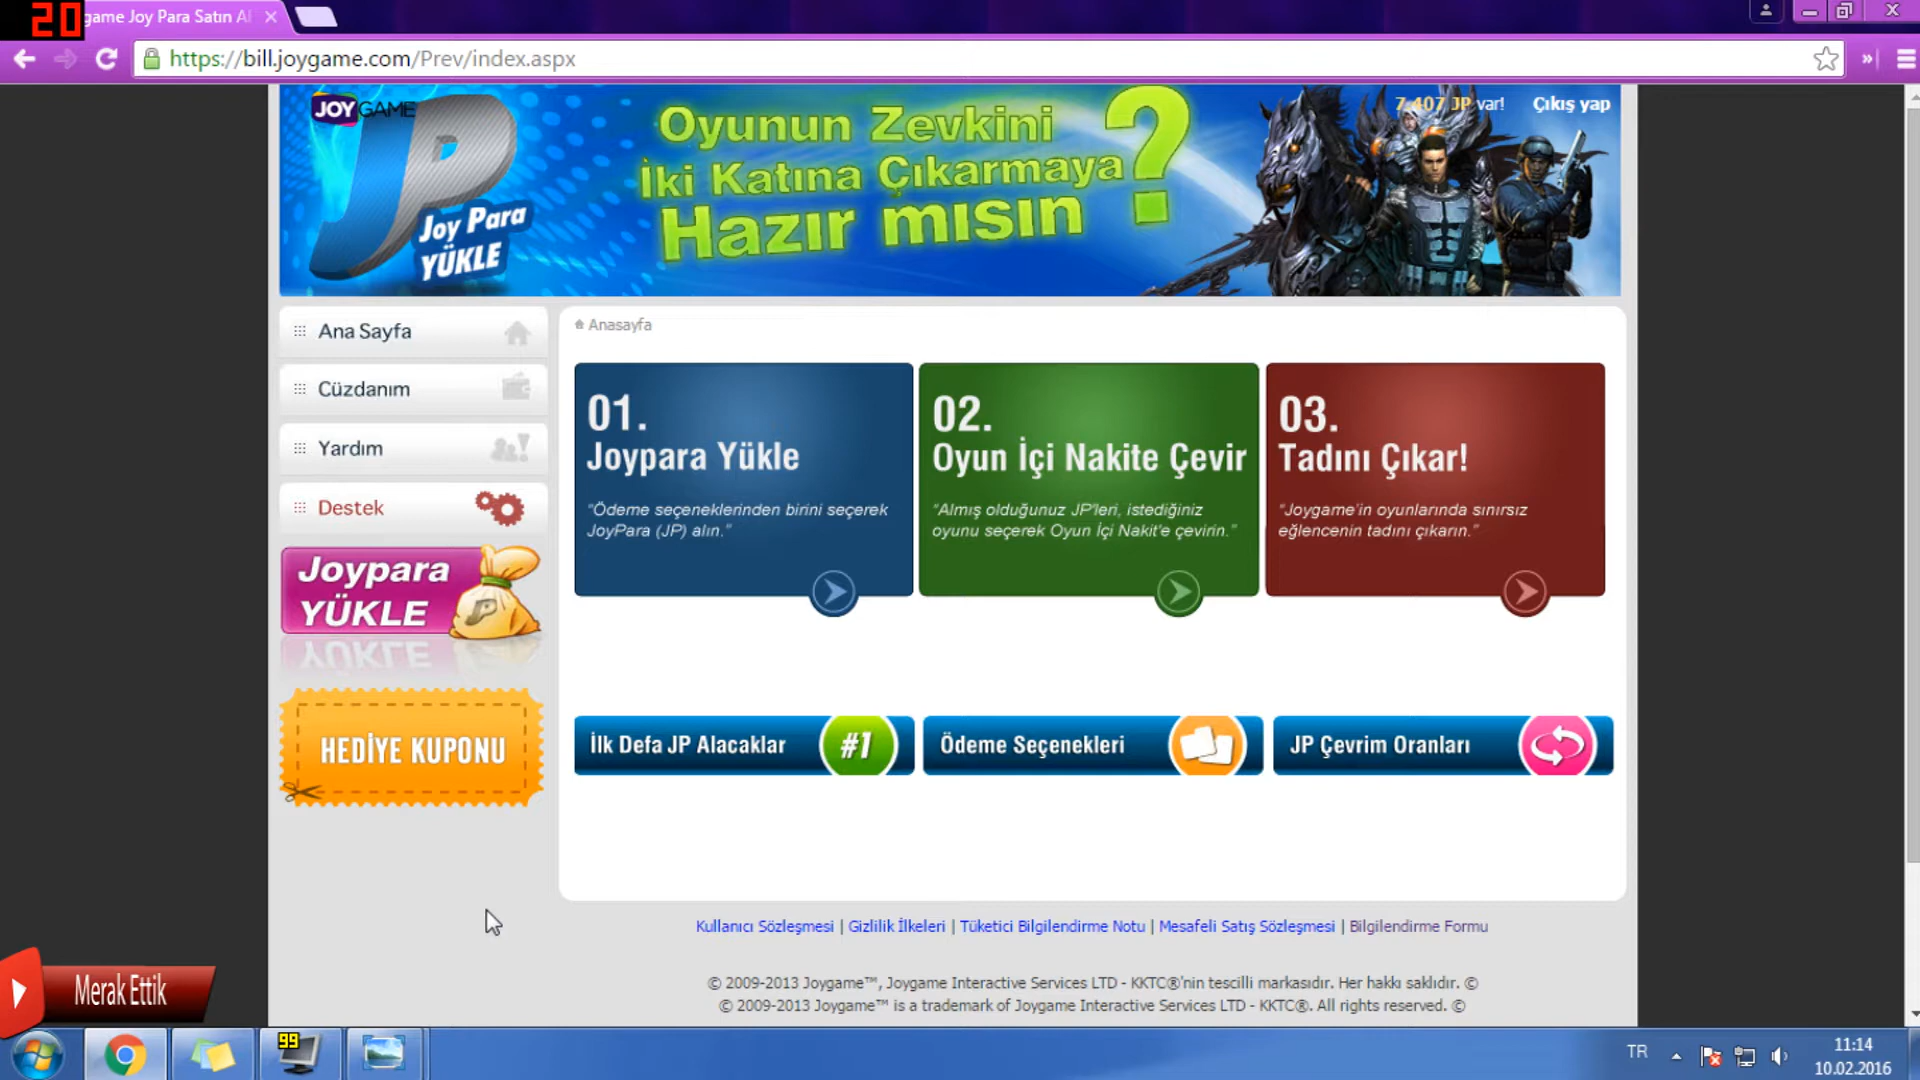 20
game Joy Para Satın Al
https://bill.joygame.com/Prev/index.aspx
JOYGAME
JP
Joy Para
YÜKLE
Oyunun Zevkini
İki Katına Çıkarmaya
Hazır mısın
?
7,407 JP var!
Çıkış yap
Ana Sayfa
Cüzdanım
Yardım
Destek
Joypara
YÜKLE
HEDİYE KUPONU
Anasayfa
01.
Joypara Yükle
"Ödeme seçeneklerinden birini seçerek
JoyPara (JP) alın."
02.
Oyun İçi Nakite Çevir
"Almış olduğunuz JP'leri, istediğiniz
oyunu seçerek Oyun İçi Nakit'e çevirin."
03.
Tadını Çıkar!
"Joygame'in oyunlarında sınırsız
eğlencenin tadını çıkarın."
İlk Defa JP Alacaklar
#1
Ödeme Seçenekleri
JP Çevrim Oranları
Kullanıcı Sözleşmesi | Gizlilik İlkeleri | Tüketici Bilgilendirme Notu | Mesafeli Satış Sözleşmesi | Bilgilendirme Formu
© 2009-2013 Joygame™, Joygame Interactive Services LTD - KKTC®'nin tescilli markasıdır. Her hakkı saklıdır. ©
© 2009-2013 Joygame™ is a trademark of Joygame Interactive Services LTD - KKTC®. All rights reserved. ©
Merak Ettik
99
TR
11:14
10.02.2016